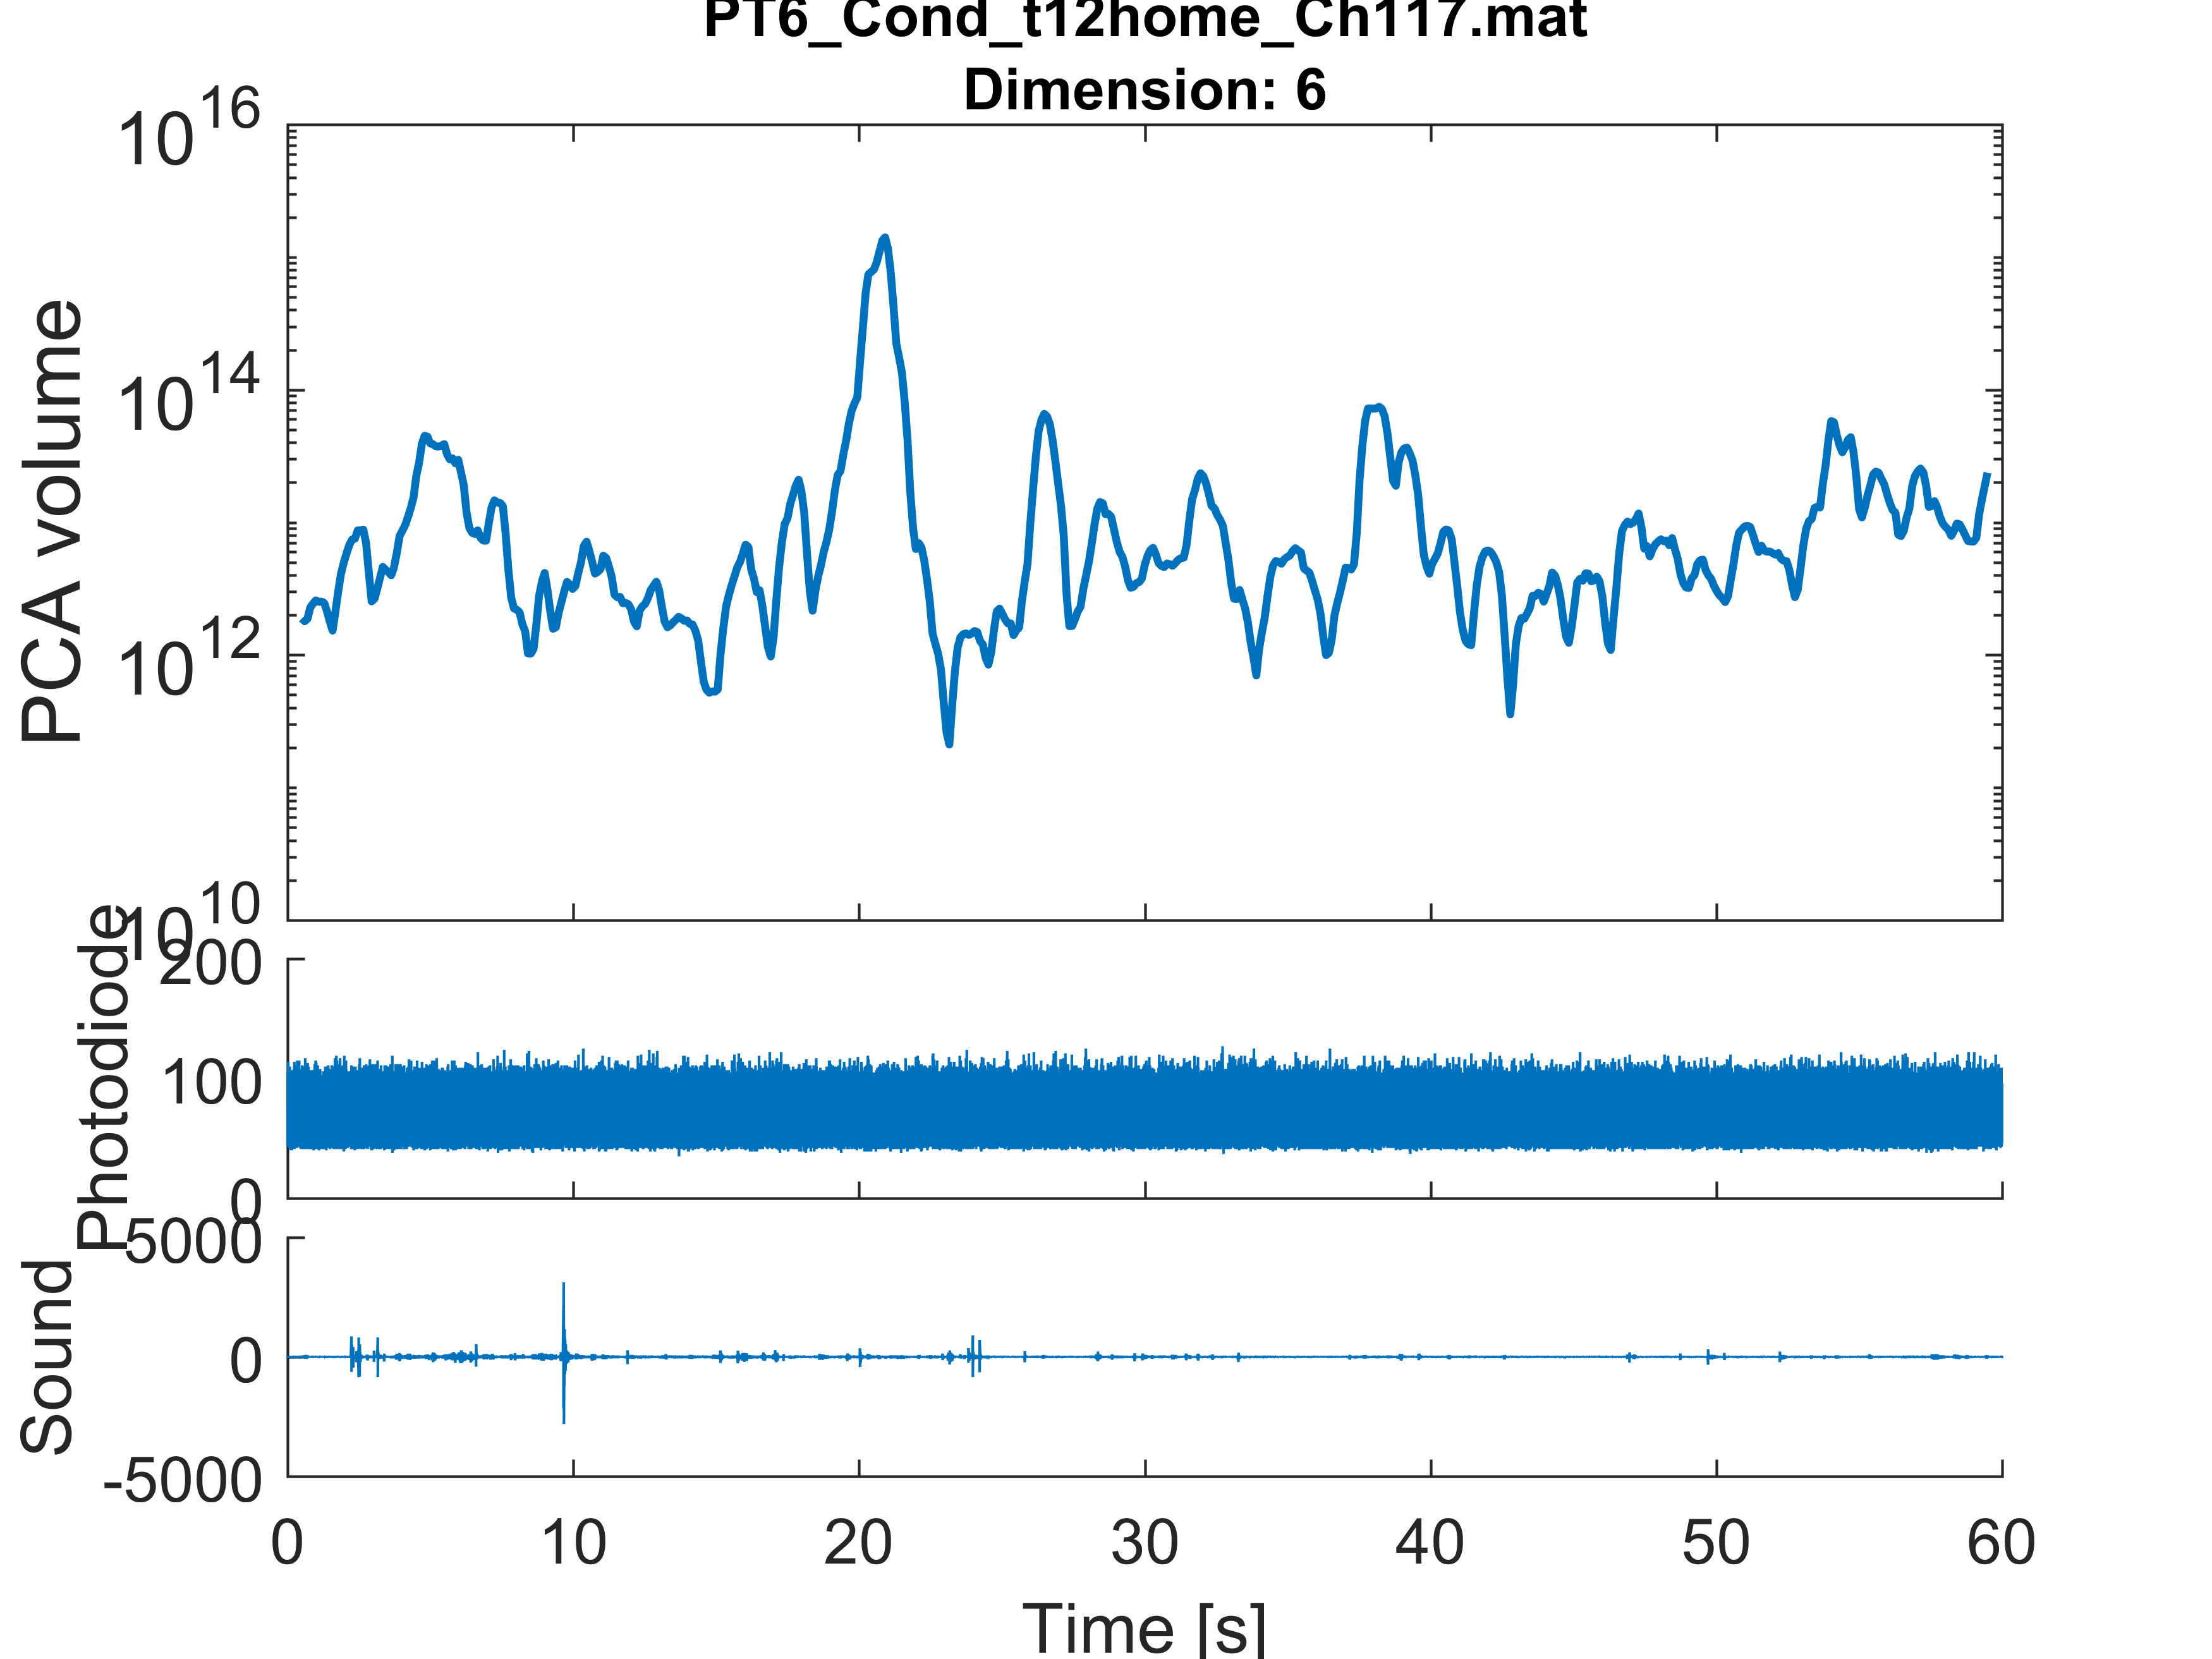 PT6_Cond_t12home_Ch117.mat
Dimension: 6
PCA volume
10^16
10^14
10^12
10^10
Photodiode
200
100
0
Sound
5000
0
-5000
0 10 20 30 40 50 60
Time [s]